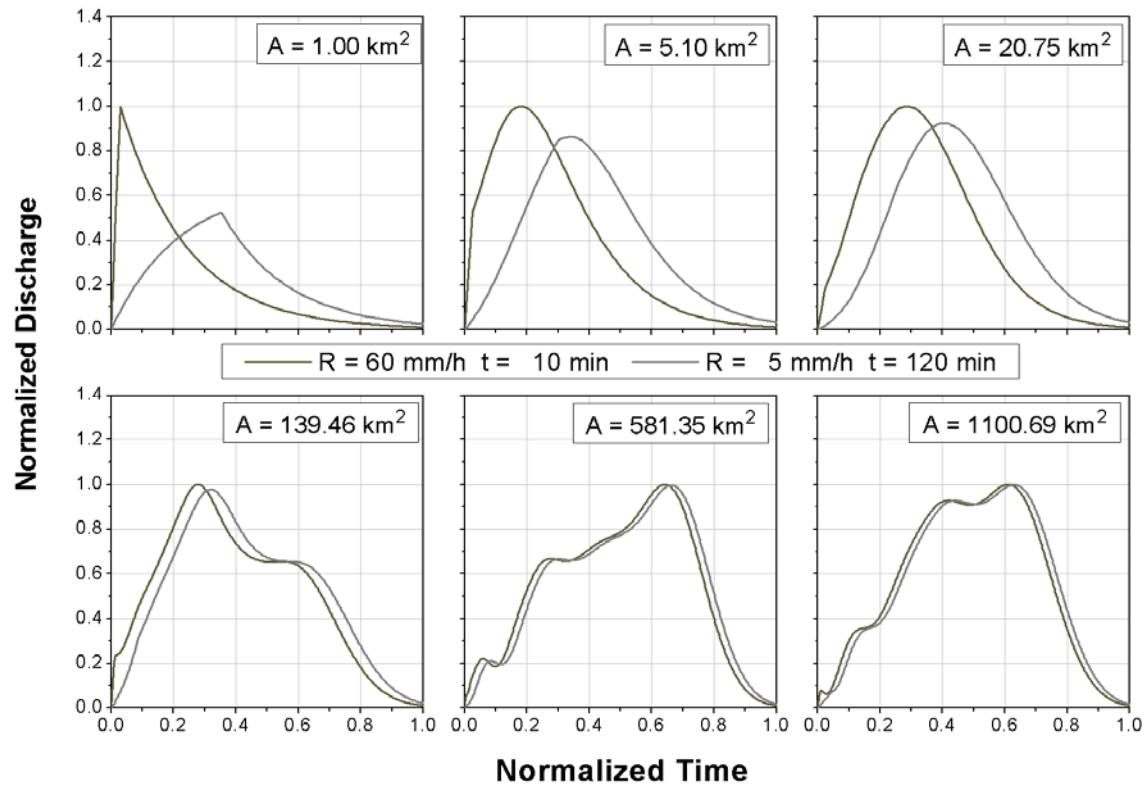 A = 1.00 km²
A = 5.10 km²
A = 20.75 km²
1.4
1.2
1.0
0.8
0.6
0.4
0.2
0.0
Normalized Discharge
R = 60 mm/h t = 10 min
R = 5 mm/h t = 120 min
A = 139.46 km²
A = 581.35 km²
A = 1100.69 km²
1.4
1.2
1.0
0.8
0.6
0.4
0.2
0.0
0.0 0.2 0.4 0.6 0.8 1.0
0.0 0.2 0.4 0.6 0.8 1.0
0.0 0.2 0.4 0.6 0.8 1.0
Normalized Time